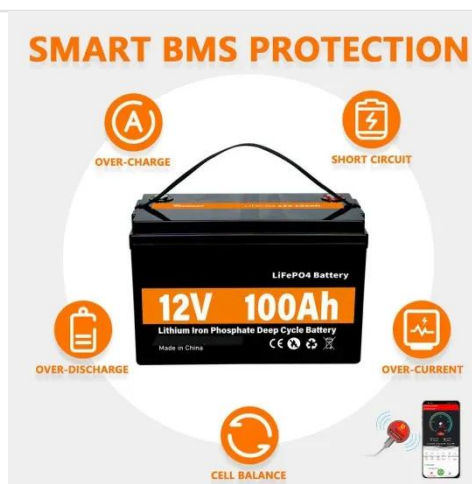 SMART BMS PROTECTION
OVER-CHARGE
SHORT CIRCUIT
LiFePO4 Battery
12V 100Ah
Lithium Iron Phosphate Deep Cycle Battery
Made in China
CE
OVER-DISCHARGE
OVER-CURRENT
CELL BALANCE